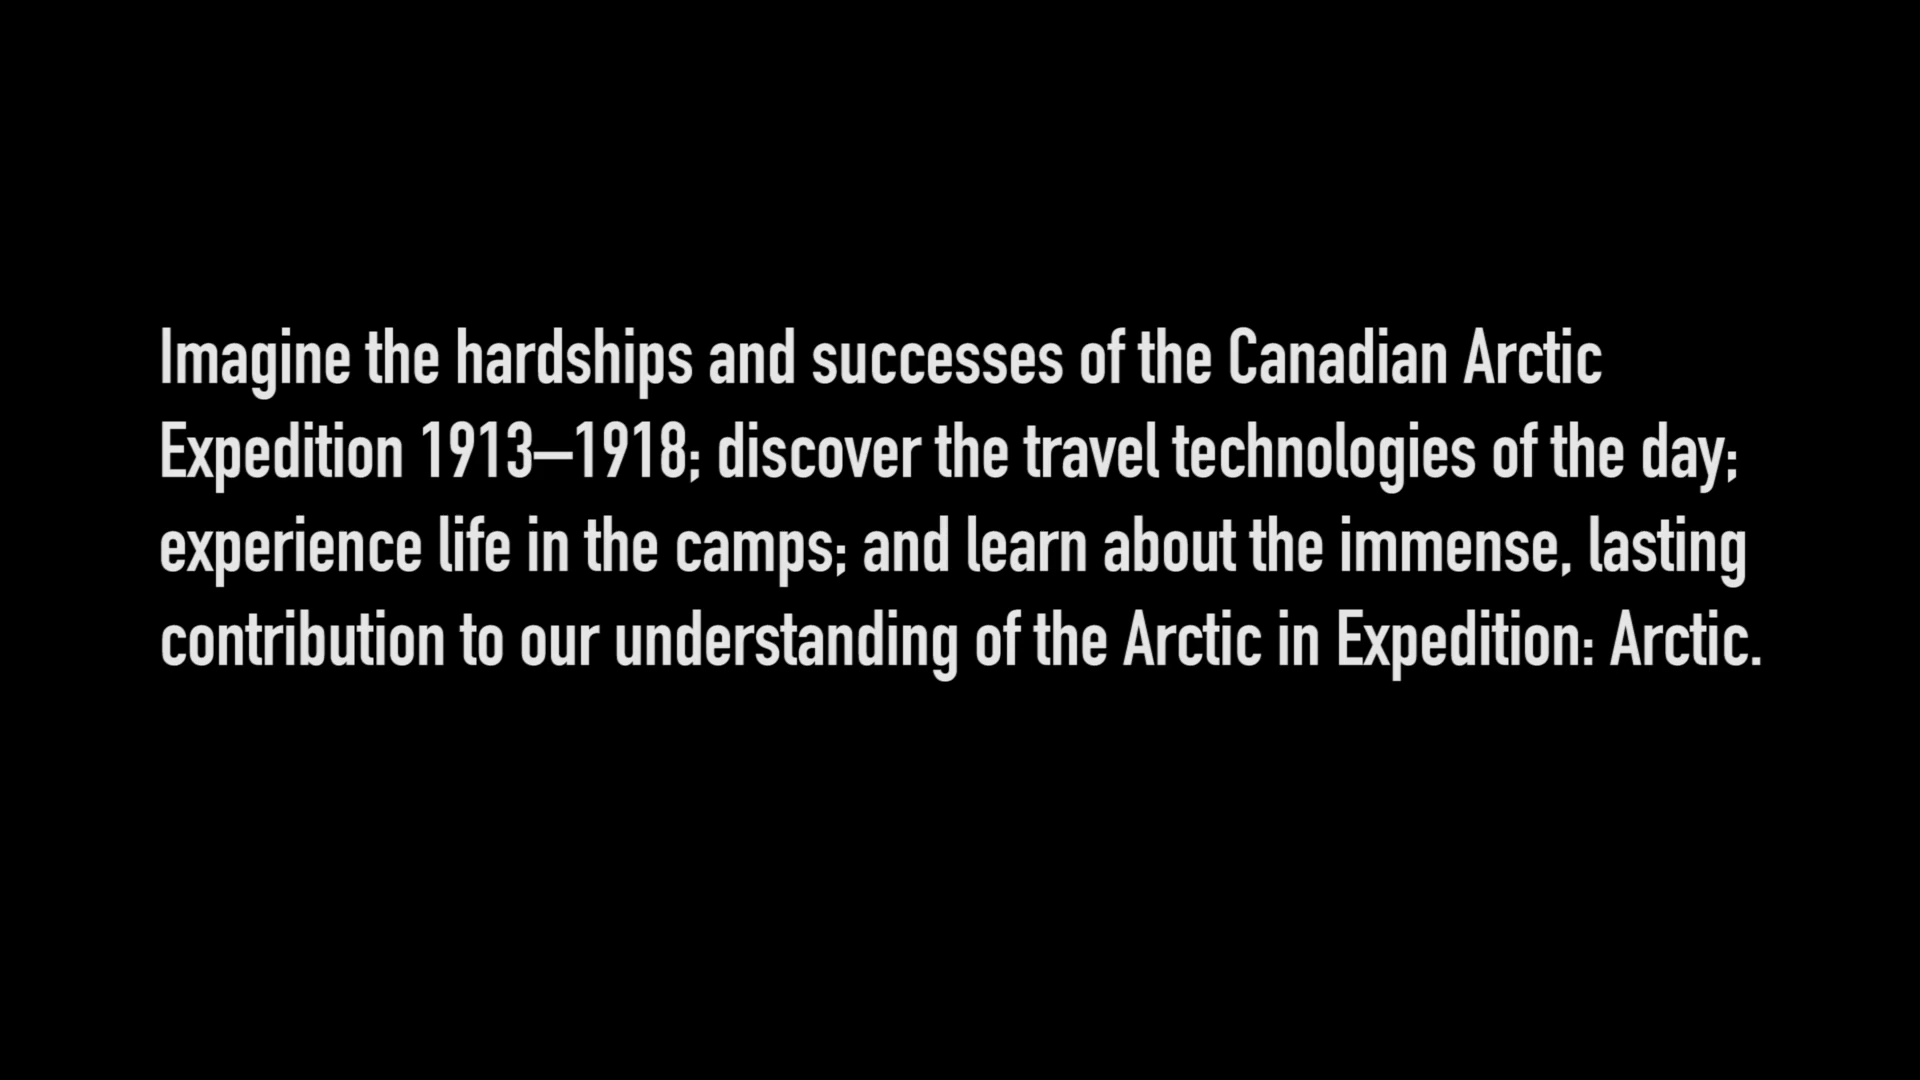 Imagine the hardships and successes of the Canadian Arctic
Expedition 1913–1918; discover the travel technologies of the day;
experience life in the camps; and learn about the immense, lasting
contribution to our understanding of the Arctic in Expedition: Arctic.